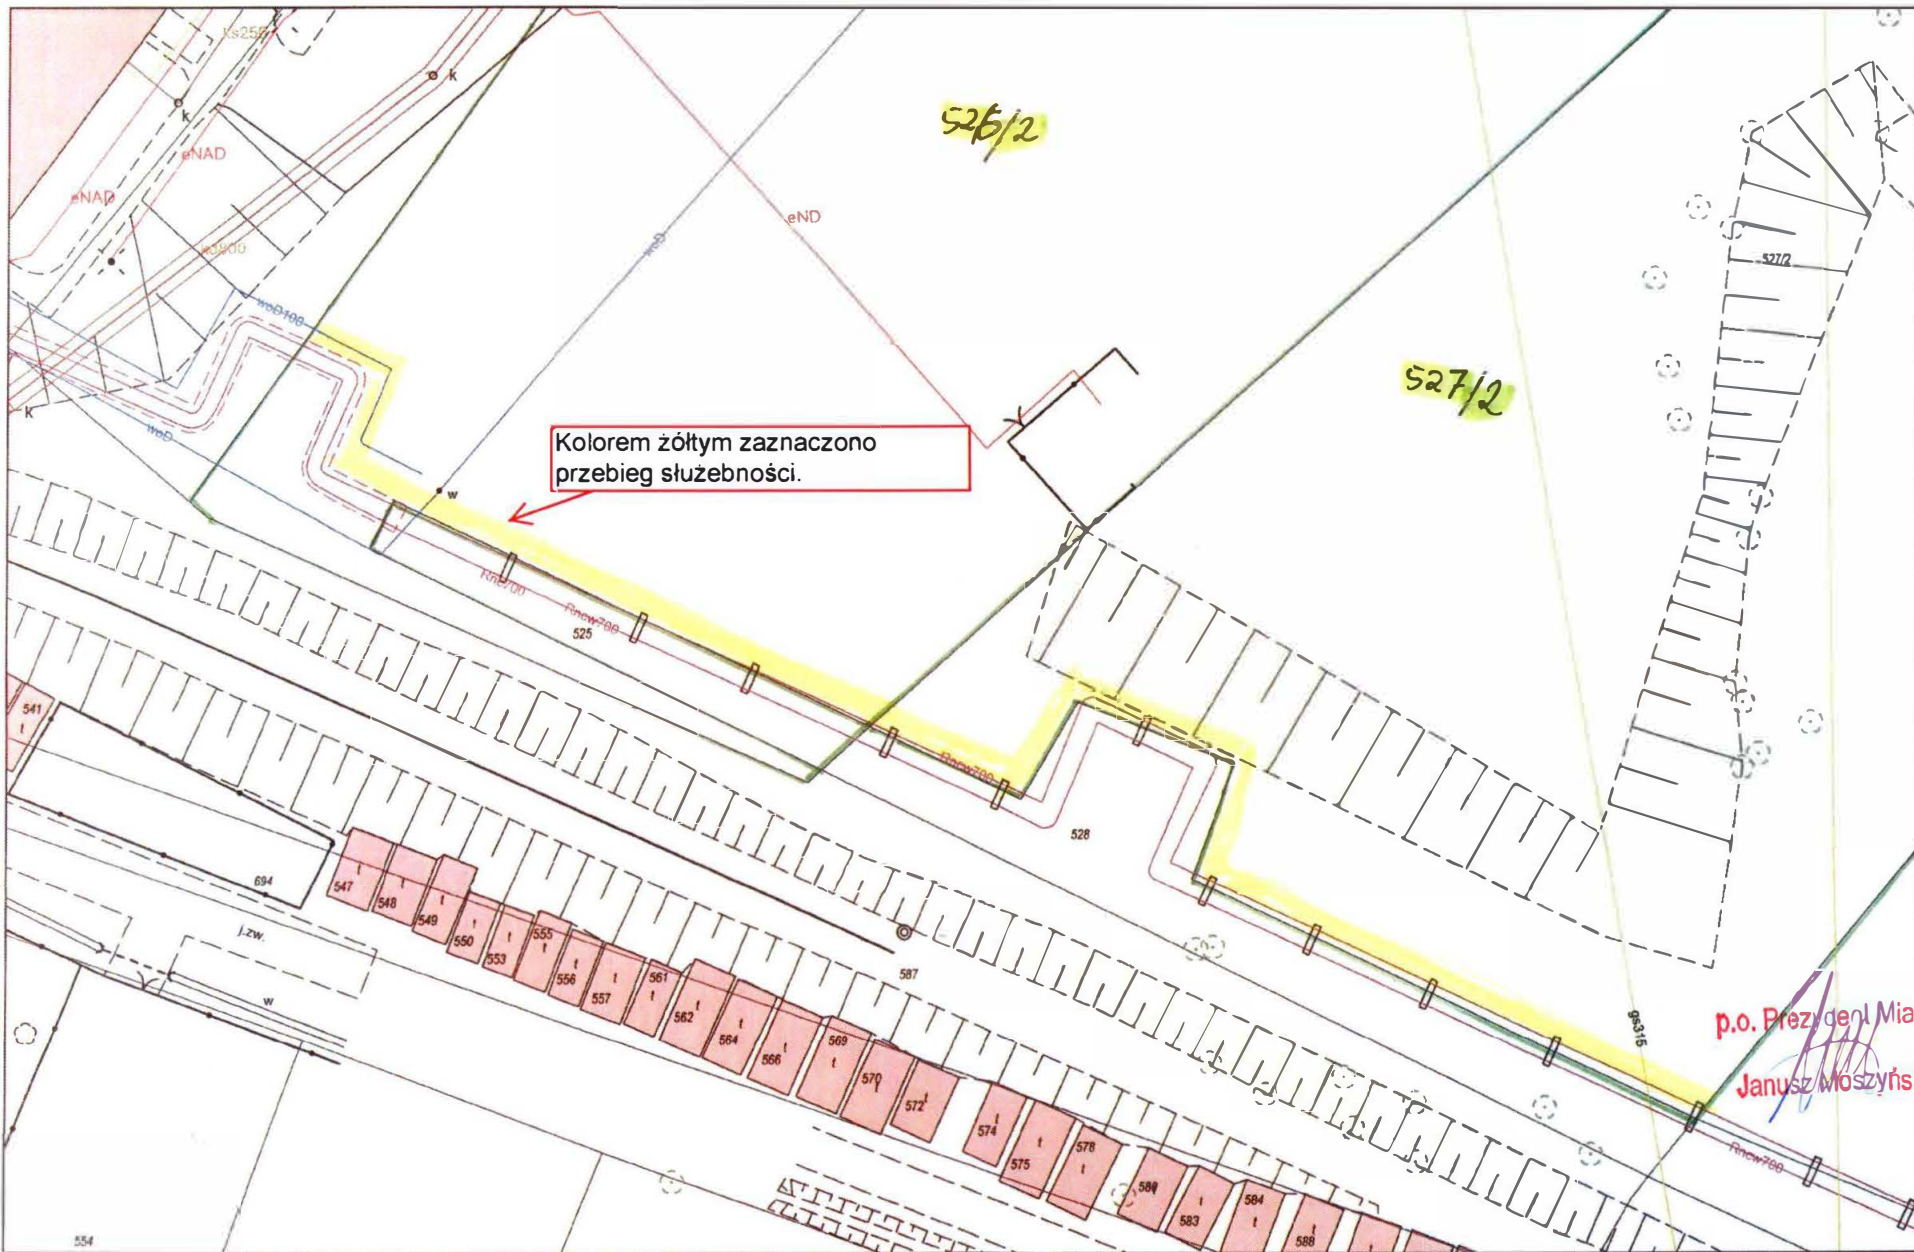 ks250
k
k
eNAD
eNAD
526/2
eND
woD
527/2
woD100
527/2
k
woD
Kolorem żółtym zaznaczono
przebieg służebności.
w
Rnc700
Rncw700
525
541
t
Rncw700
528
694
547
t
548
t
549
t
550
t
553
t
555
t
556
t
557
t
561
t
562
t
564
t
566
t
569
t
570
t
572
t
574
t
575
t
578
t
580
583
t
584
t
588
t
587
j.zw.
w
gs315
p.o. Prezydent Mia
Janusz Moszyńs
Rncw700
554